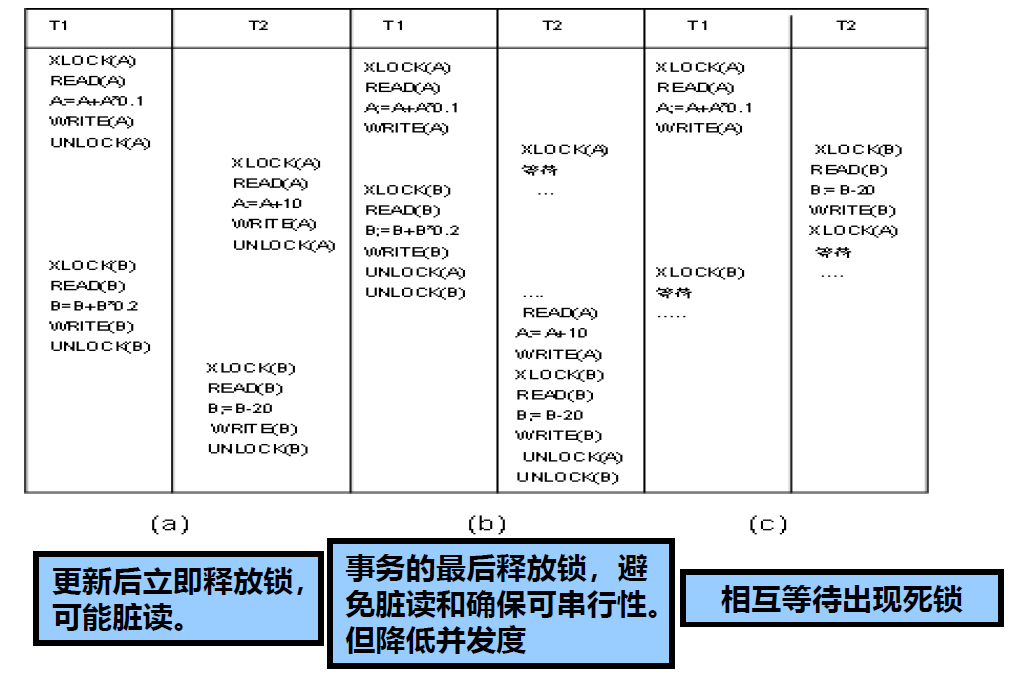 T1
XLOCK(A)
READ(A)
A:=A+A*0.1
WRITE(A)
UNLOCK(A)
XLOCK(B)
READ(B)
B=B+B*0.2
WRITE(B)
UNLOCK(B)
T2
XLOCK(A)
READ(A)
A:=A+10
WRITE(A)
UNLOCK(A)
XLOCK(B)
READ(B)
B:=B-20
WRITE(B)
UNLOCK(B)
T1
XLOCK(A)
READ(A)
A:=A+A*0.1
WRITE(A)
XLOCK(B)
READ(B)
B:=B+B*0.2
WRITE(B)
UNLOCK(A)
UNLOCK(B)
T2
XLOCK(A)
等待
...
....
READ(A)
A:= A+10
WRITE(A)
XLOCK(B)
READ(B)
B:= B-20
WRITE(B)
UNLOCK(A)
UNLOCK(B)
T1
XLOCK(A)
READ(A)
A:=A+A*0.1
WRITE(A)
XLOCK(B)
等待
.....
T2
XLOCK(B)
READ(B)
B:= B-20
WRITE(B)
XLOCK(A)
等待
....
(a)
(b)
(c)
更新后立即释放锁，
可能脏读。
事务的最后释放锁，避
免脏读和确保可串行性。
但降低并发度
相互等待出现死锁